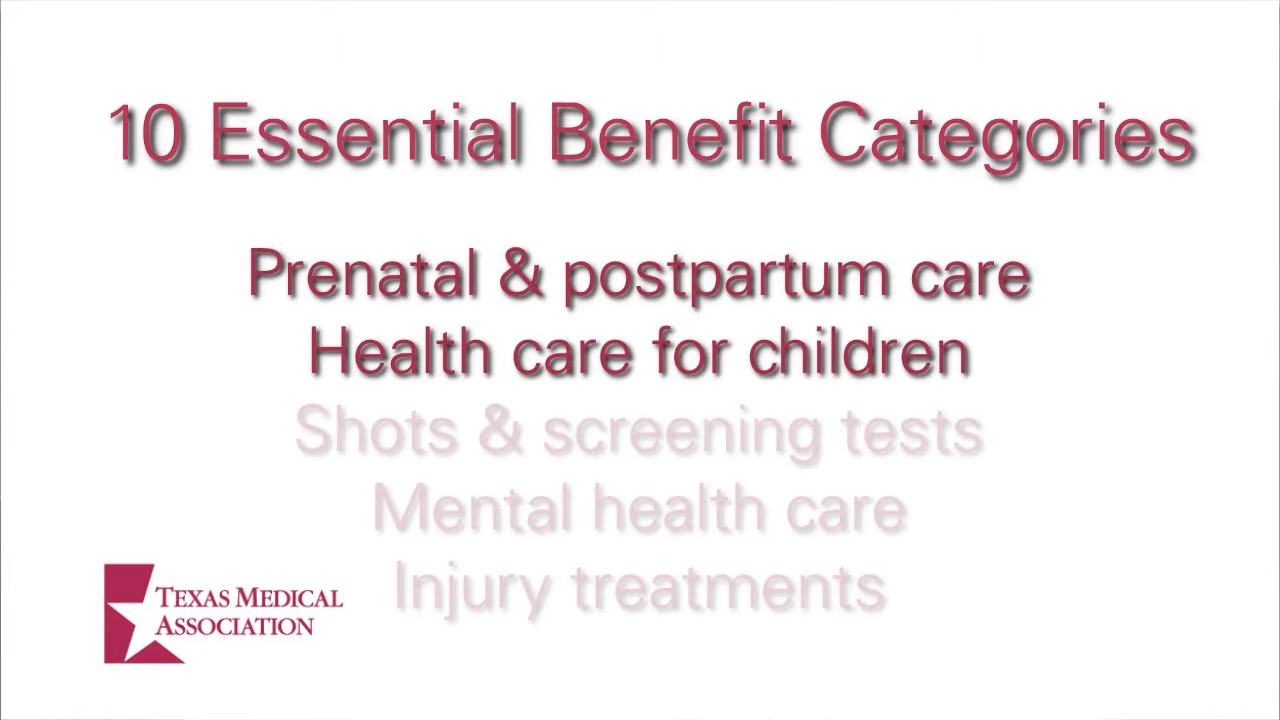 10 Essential Benefit Categories
Prenatal & postpartum care
Health care for children
Shots & screening tests
Mental health care
Injury treatments
TEXAS MEDICAL
ASSOCIATION